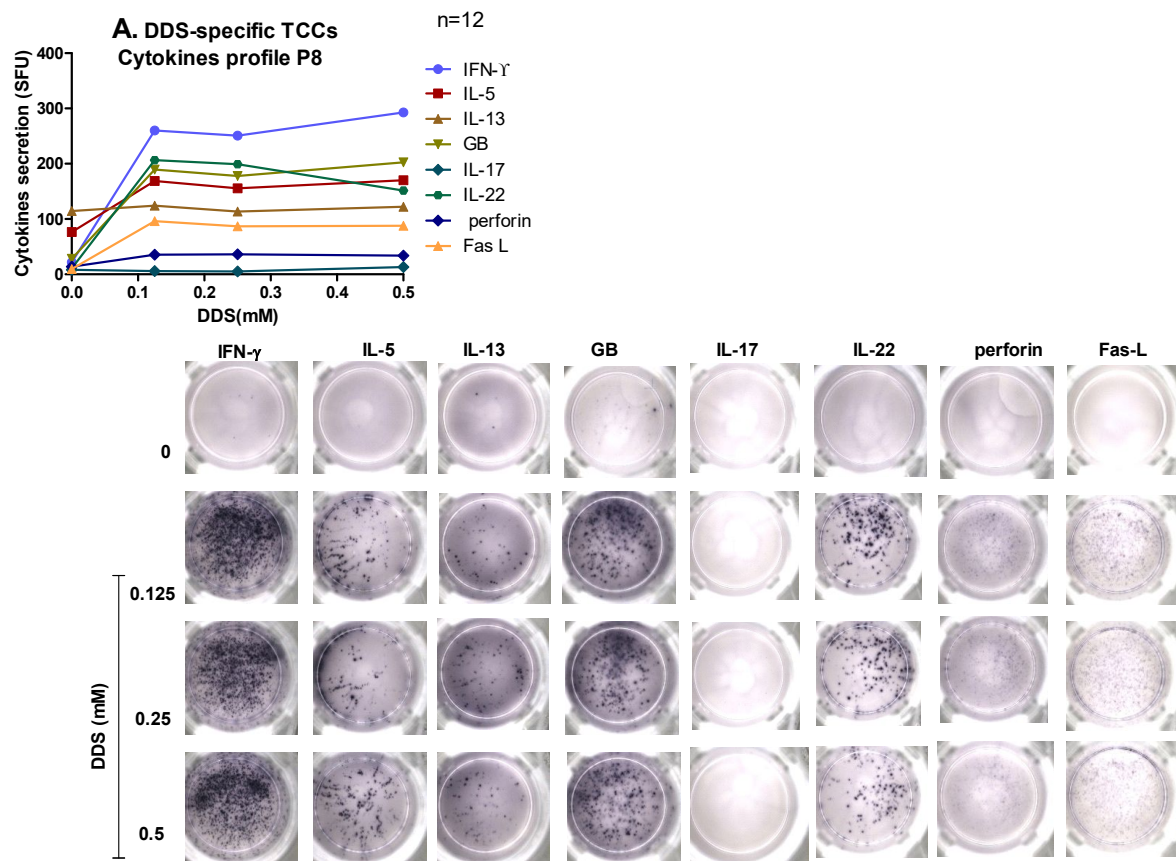 A. DDS-specific TCCs
Cytokines profile P8
n=12
Cytokines secretion (SFU)
400
300
200
100
0
0.0 0.1 0.2 0.3 0.4 0.5
DDS(mM)
IFN-ϒ
IL-5
IL-13
GB
IL-17
IL-22
perforin
Fas L
IFN-γ IL-5 IL-13 GB IL-17 IL-22 perforin Fas-L
0
0.125
0.25
0.5
DDS (mM)